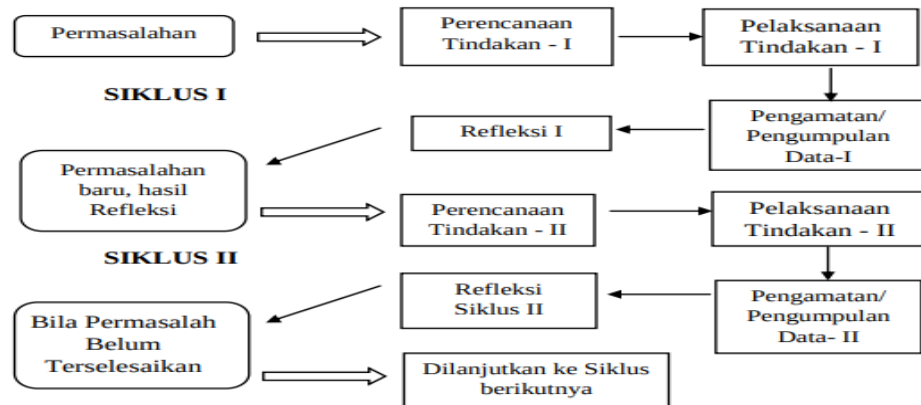 Permasalahan
Perencanaan
Tindakan - I
Pelaksanaan
Tindakan - I
SIKLUS I
Pengamatan/
Pengumpulan
Data-I
Refleksi I
Permasalahan
baru, hasil
Refleksi
Perencanaan
Tindakan - II
Pelaksanaan
Tindakan - II
SIKLUS II
Pengamatan/
Pengumpulan
Data- II
Refleksi
Siklus II
Bila Permasalah
Belum
Terselesaikan
Dilanjutkan ke Siklus
berikutnya